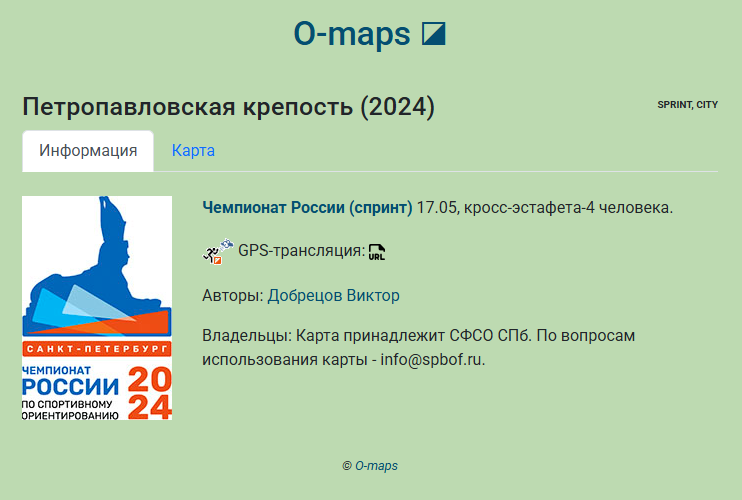 O-maps
Петропавловская крепость (2024)
SPRINT, CITY
Информация
Карта
Чемпионат России (спринт) 17.05, кросс-эстафета-4 человека.
GPS-трансляция: URL
Авторы: Добрецов Виктор
Владельцы: Карта принадлежит СФСО СПб. По вопросам
использования карты - info@spbof.ru.
САНКТ-ПЕТЕРБУРГ
ЧЕМПИОНАТ
РОССИИ
ПО СПОРТИВНОМУ
ОРИЕНТИРОВАНИЮ
20
24
© O-maps